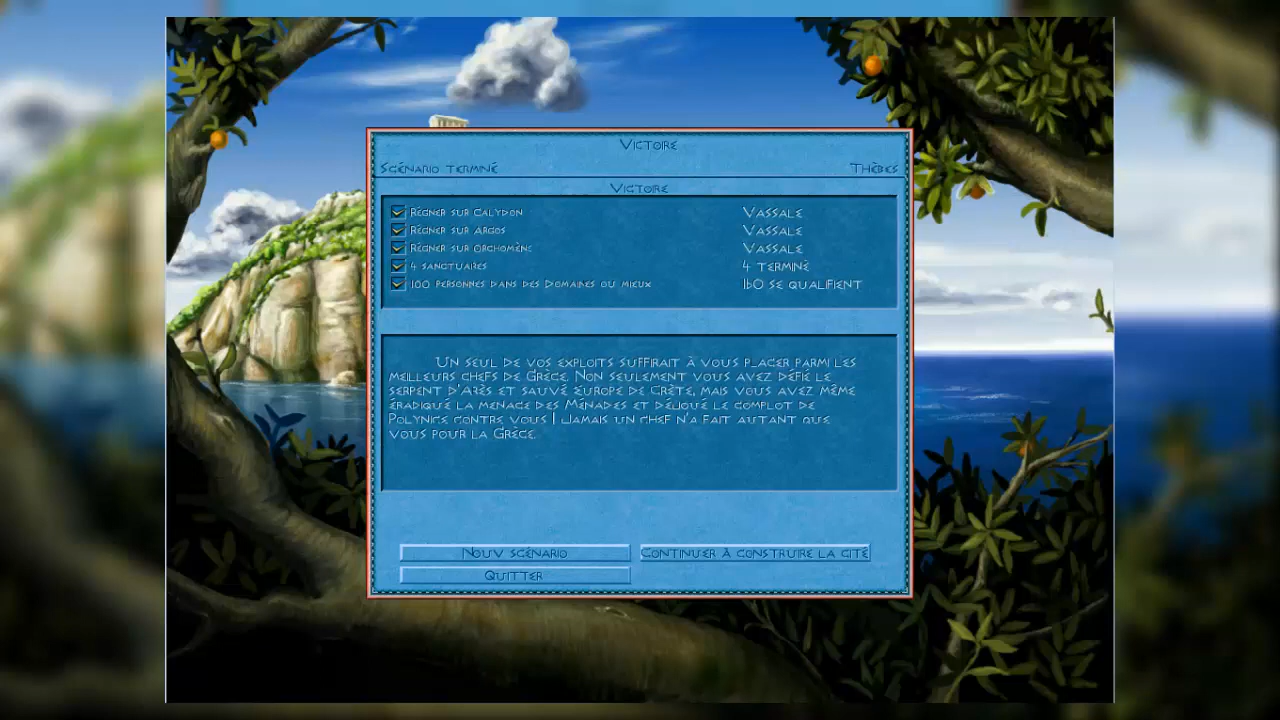 Victoire
Scénario terminé Thèbes
Victoire
Régner sur Calydon Vassale
Régner sur Argos Vassale
Régner sur Orchomène Vassale
4 sanctuaires 4 terminé
100 personnes dans des Domaines ou mieux 160 se qualifient
Un seul de vos exploits suffirait à vous placer parmi les
meilleurs chefs de Grèce. Non seulement vous avez défié le
serpent d'Arès et sauvé Europe de Crète, mais vous avez même
éradiqué la menace des Ménades et déjoué le complot de
Polynice contre vous ! Jamais un chef n'a fait autant que
vous pour la Grèce.
Nouv scénario Continuer à construire la cité
Quitter